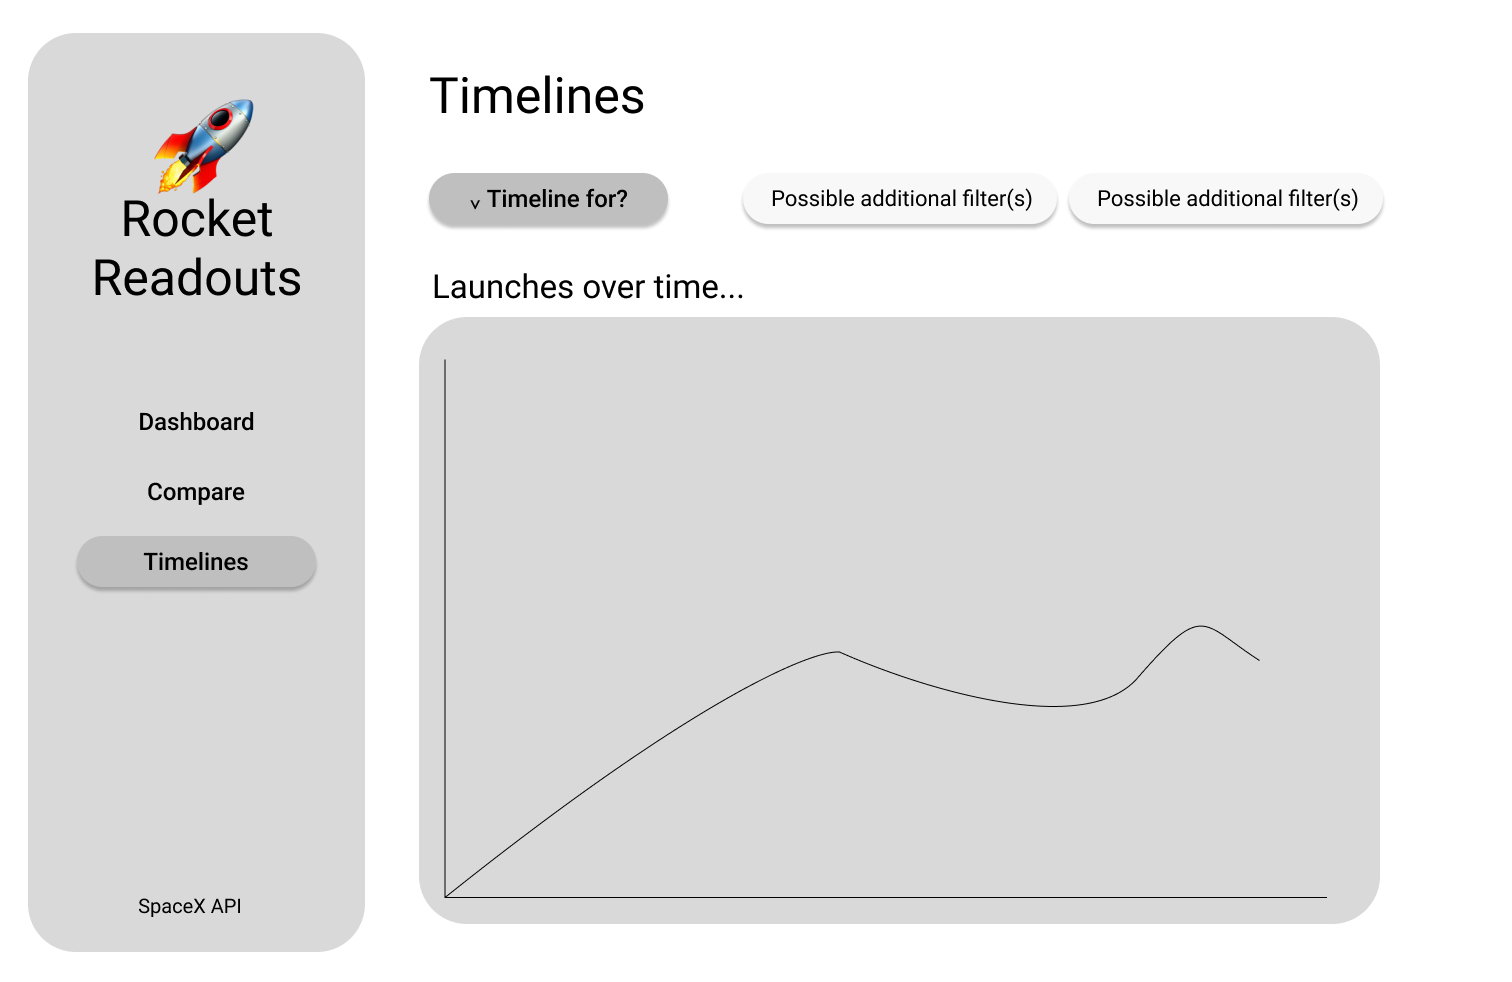 Rocket
Readouts
Dashboard
Compare
Timelines
SpaceX API
Timelines
v Timeline for?
Possible additional filter(s)
Possible additional filter(s)
Launches over time...